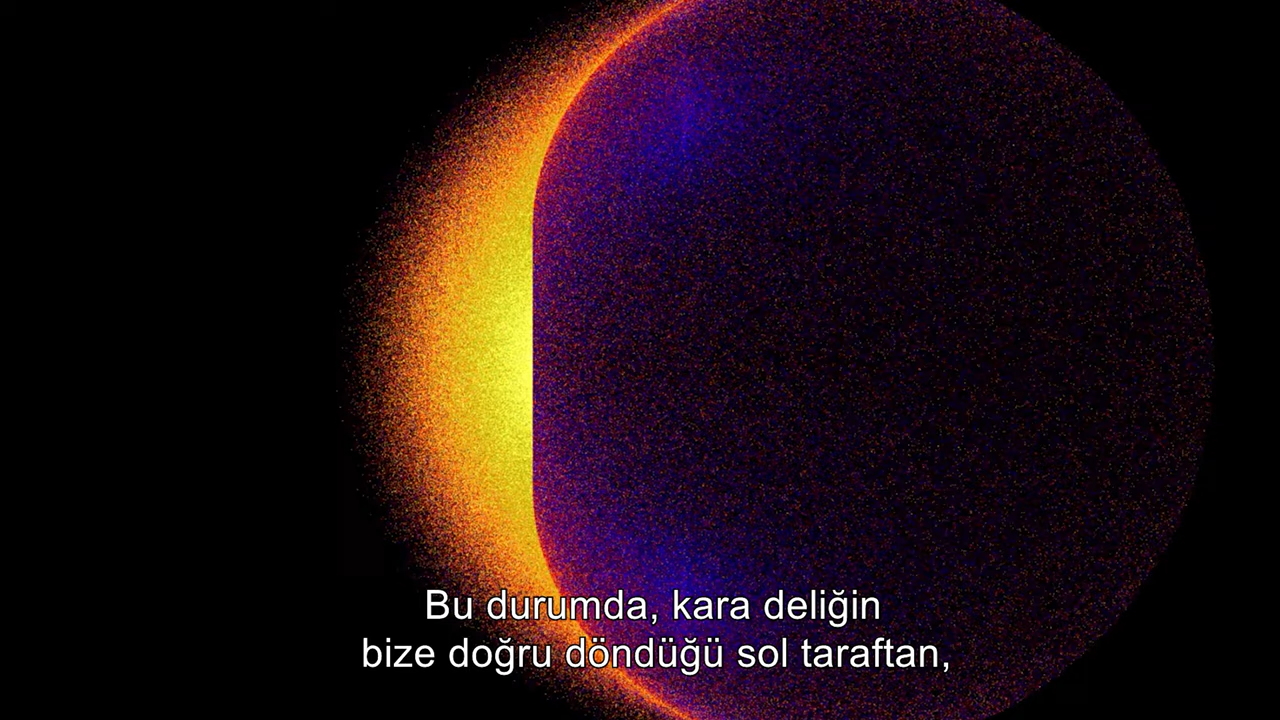 Bu durumda, kara deliğin
bize doğru döndüğü sol taraftan,